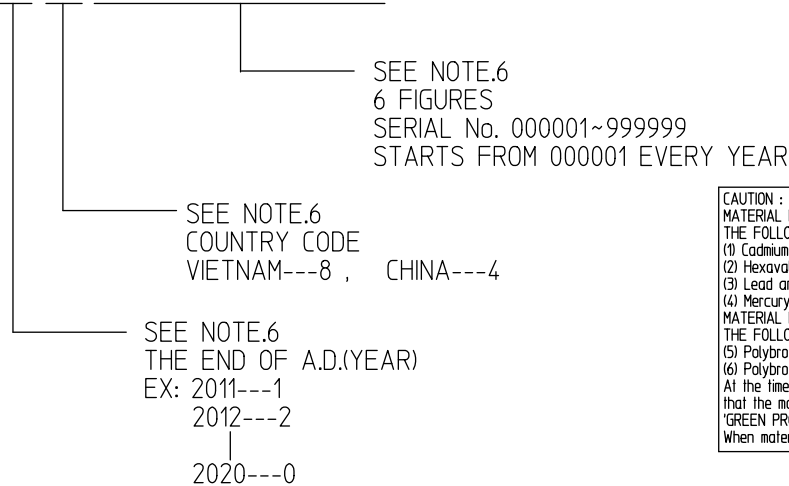 SEE NOTE.6
6 FIGURES
SERIAL No. 000001~999999
STARTS FROM 000001 EVERY YEAR
SEE NOTE.6
COUNTRY CODE
VIETNAM---8 , CHINA---4
SEE NOTE.6
THE END OF A.D.(YEAR)
EX: 2011---1
2012---2
2020---0
CAUTION :
MATERIAL
THE FOLLO
(1) Cadmium
(2) Hexava
(3) Lead a
(4) Mercury
MATERIAL
THE FOLLO
(5) Polybro
(6) Polybro
At the time
that the m
'GREEN PR
When mater